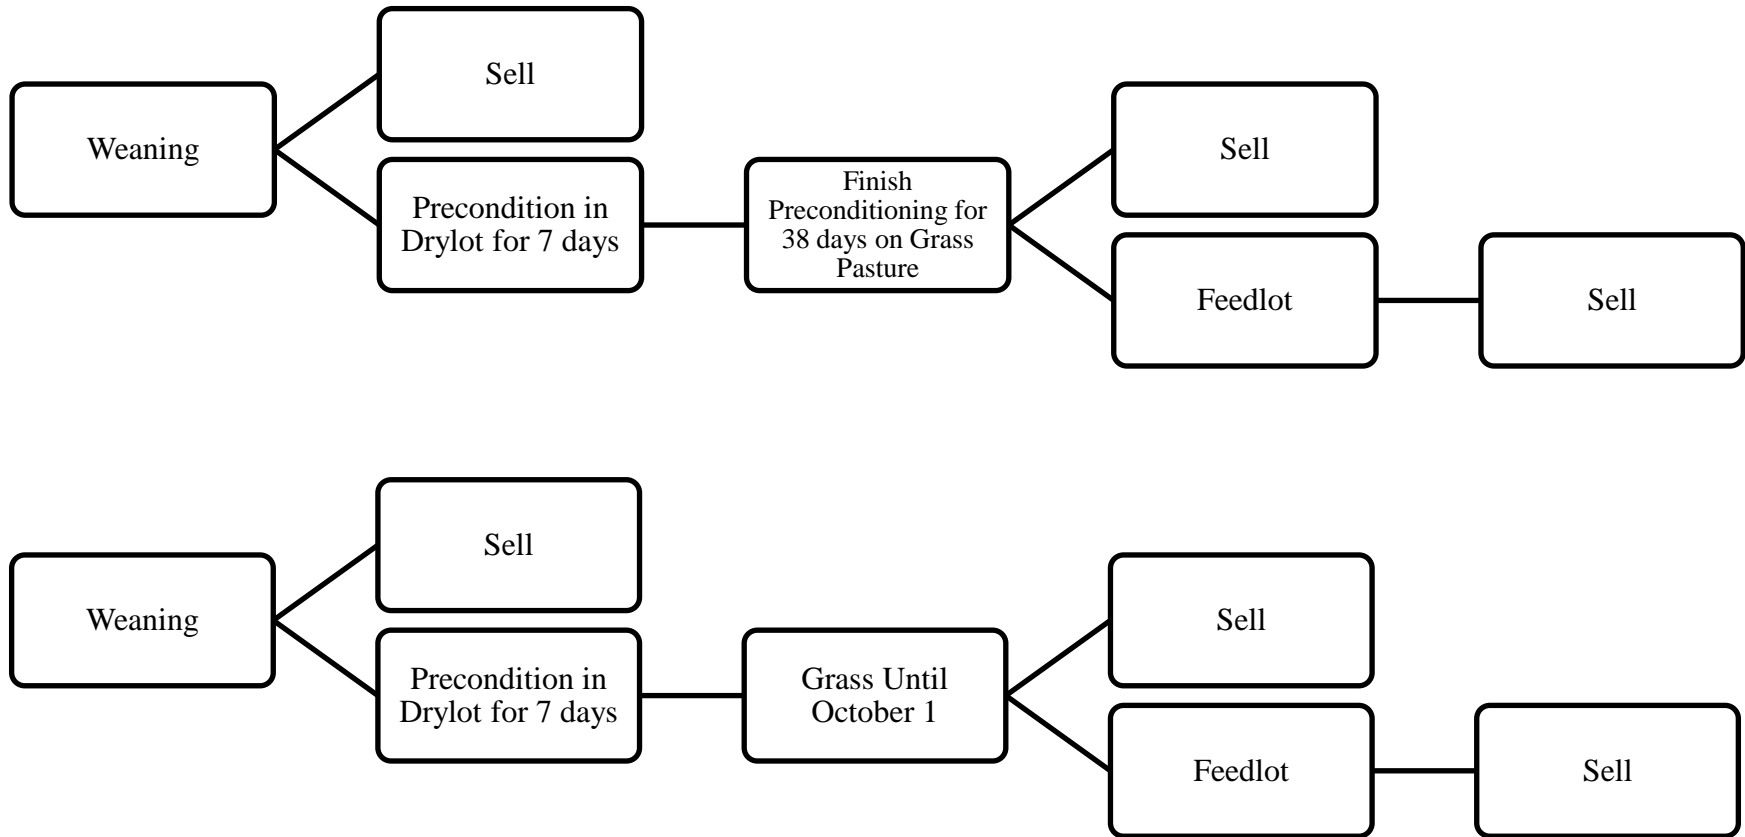 Weaning
Sell
Precondition in
Drylot for 7 days
Finish
Preconditioning for
38 days on Grass
Pasture
Sell
Feedlot
Sell
Weaning
Sell
Precondition in
Drylot for 7 days
Grass Until
October 1
Sell
Feedlot
Sell